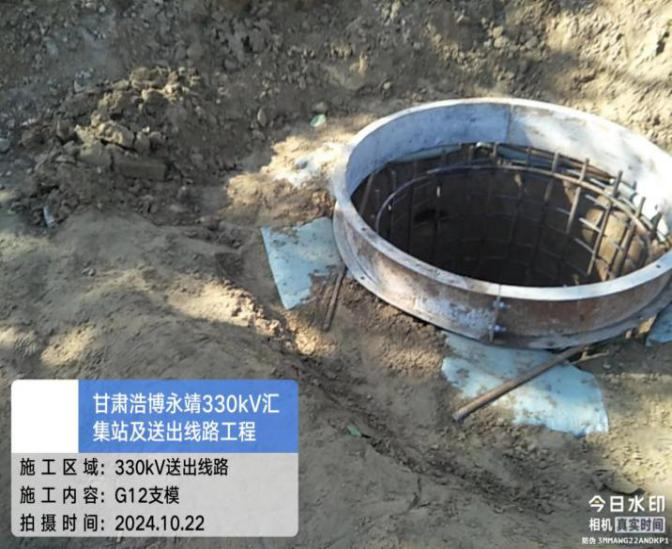 甘肃浩博永靖330kV汇
集站及送出线路工程
施工区域：330kV送出线路
施工内容：G12支模
拍摄时间：2024.10.22
今日水印
相机 真实时间
防伪 3MMAWG22ANDKP3